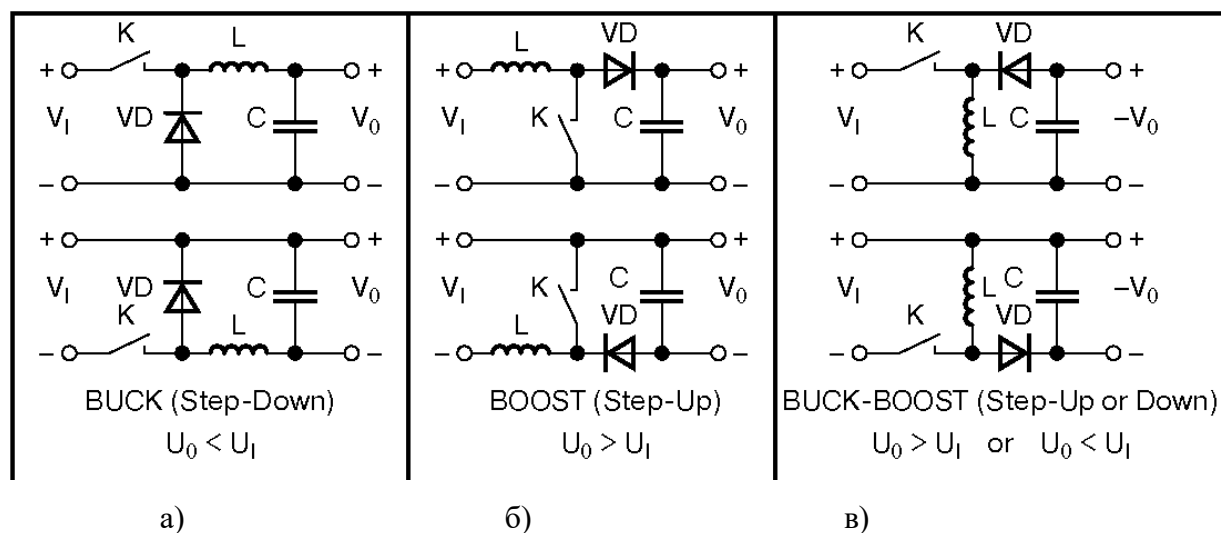 K L
+ +
V_I VD C V_0
– –
+ +
V_I VD C V_0
K L
– –
BUCK (Step-Down)
U_0 < U_I
L VD
+ +
V_I K C V_0
– –
+ +
V_I K C V_0
L VD
– –
BOOST (Step-Up)
U_0 > U_I
K VD
+ +
V_I L C –V_0
– –
+ +
V_I L C –V_0
K VD
– –
BUCK-BOOST (Step-Up or Down)
U_0 > U_I or U_0 < U_I
а) б) в)